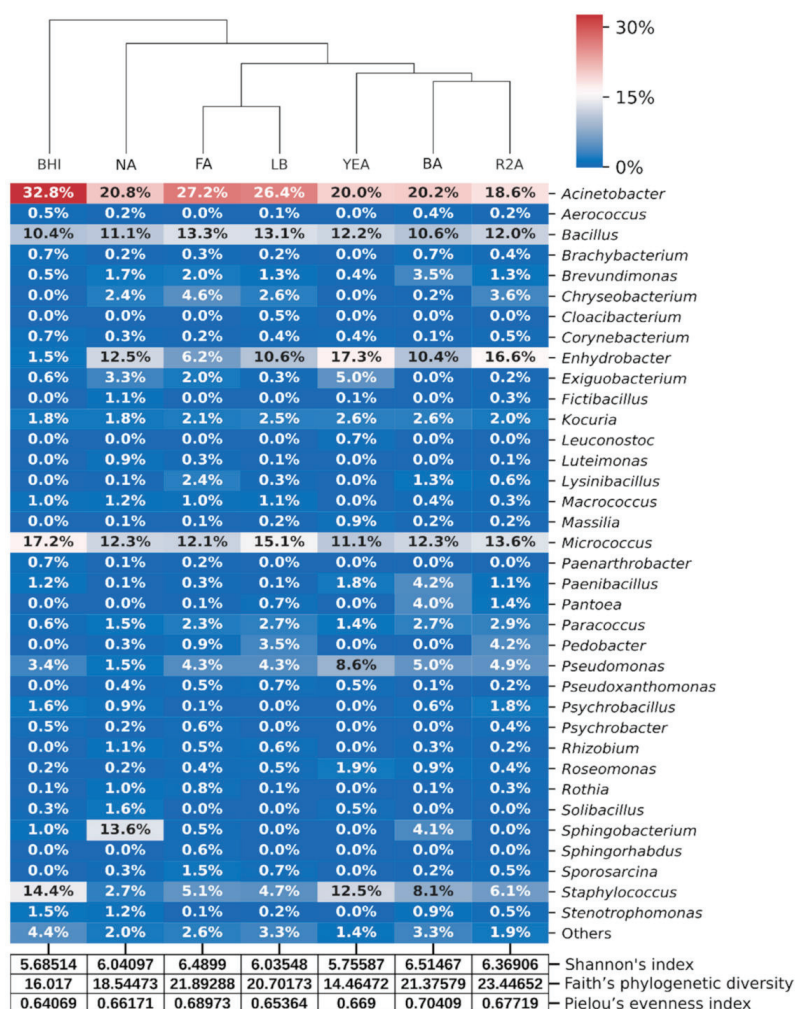 30%
15%
0%
BHI NA FA LB YEA BA R2A
32.8% 20.8% 27.2% 26.4% 20.0% 20.2% 18.6% Acinetobacter
0.5% 0.2% 0.0% 0.1% 0.0% 0.4% 0.2% Aerococcus
10.4% 11.1% 13.3% 13.1% 12.2% 10.6% 12.0% Bacillus
0.7% 0.2% 0.3% 0.2% 0.0% 0.7% 0.4% Brachybacterium
0.5% 1.7% 2.0% 1.3% 0.4% 3.5% 1.3% Brevundimonas
0.0% 2.4% 4.6% 2.6% 0.0% 0.2% 3.6% Chryseobacterium
0.0% 0.0% 0.0% 0.5% 0.0% 0.0% 0.0% Cloacibacterium
0.7% 0.3% 0.2% 0.4% 0.4% 0.1% 0.5% Corynebacterium
1.5% 12.5% 6.2% 10.6% 17.3% 10.4% 16.6% Enhydrobacter
0.6% 3.3% 2.0% 0.3% 5.0% 0.0% 0.2% Exiguobacterium
0.0% 1.1% 0.0% 0.0% 0.1% 0.0% 0.3% Fictibacillus
1.8% 1.8% 2.1% 2.5% 2.6% 2.6% 2.0% Kocuria
0.0% 0.0% 0.0% 0.0% 0.7% 0.0% 0.0% Leuconostoc
0.0% 0.9% 0.3% 0.1% 0.0% 0.0% 0.1% Luteimonas
0.0% 0.1% 2.4% 0.3% 0.0% 1.3% 0.6% Lysinibacillus
1.0% 1.2% 1.0% 1.1% 0.0% 0.4% 0.3% Macrococcus
0.0% 0.1% 0.1% 0.2% 0.9% 0.2% 0.2% Massilia
17.2% 12.3% 12.1% 15.1% 11.1% 12.3% 13.6% Micrococcus
0.7% 0.1% 0.2% 0.0% 0.0% 0.0% 0.0% Paenarthrobacter
1.2% 0.1% 0.3% 0.1% 1.8% 4.2% 1.1% Paenibacillus
0.0% 0.0% 0.1% 0.7% 0.0% 4.0% 1.4% Pantoea
0.6% 1.5% 2.3% 2.7% 1.4% 2.7% 2.9% Paracoccus
0.0% 0.3% 0.9% 3.5% 0.0% 0.0% 4.2% Pedobacter
3.4% 1.5% 4.3% 4.3% 8.6% 5.0% 4.9% Pseudomonas
0.0% 0.4% 0.5% 0.7% 0.5% 0.1% 0.2% Pseudoxanthomonas
1.6% 0.9% 0.1% 0.0% 0.0% 0.6% 1.8% Psychrobacillus
0.5% 0.2% 0.6% 0.0% 0.0% 0.0% 0.4% Psychrobacter
0.0% 1.1% 0.5% 0.6% 0.0% 0.3% 0.2% Rhizobium
0.2% 0.2% 0.4% 0.5% 1.9% 0.9% 0.4% Roseomonas
0.1% 1.0% 0.8% 0.1% 0.0% 0.1% 0.3% Rothia
0.3% 1.6% 0.0% 0.0% 0.5% 0.0% 0.0% Solibacillus
1.0% 13.6% 0.5% 0.0% 0.0% 4.1% 0.0% Sphingobacterium
0.0% 0.0% 0.6% 0.0% 0.0% 0.0% 0.0% Sphingorhabdus
0.0% 0.3% 1.5% 0.7% 0.0% 0.2% 0.5% Sporosarcina
14.4% 2.7% 5.1% 4.7% 12.5% 8.1% 6.1% Staphylococcus
1.5% 1.2% 0.1% 0.2% 0.0% 0.9% 0.5% Stenotrophomonas
4.4% 2.0% 2.6% 3.3% 1.4% 3.3% 1.9% Others
5.68514 6.04097 6.4899 6.03548 5.75587 6.51467 6.36906 Shannon's index
16.017 18.54473 21.89288 20.70173 14.46472 21.37579 23.44652 Faith's phylogenetic diversity
0.64069 0.66171 0.68973 0.65364 0.669 0.70409 0.67719 Pielou's evenness index